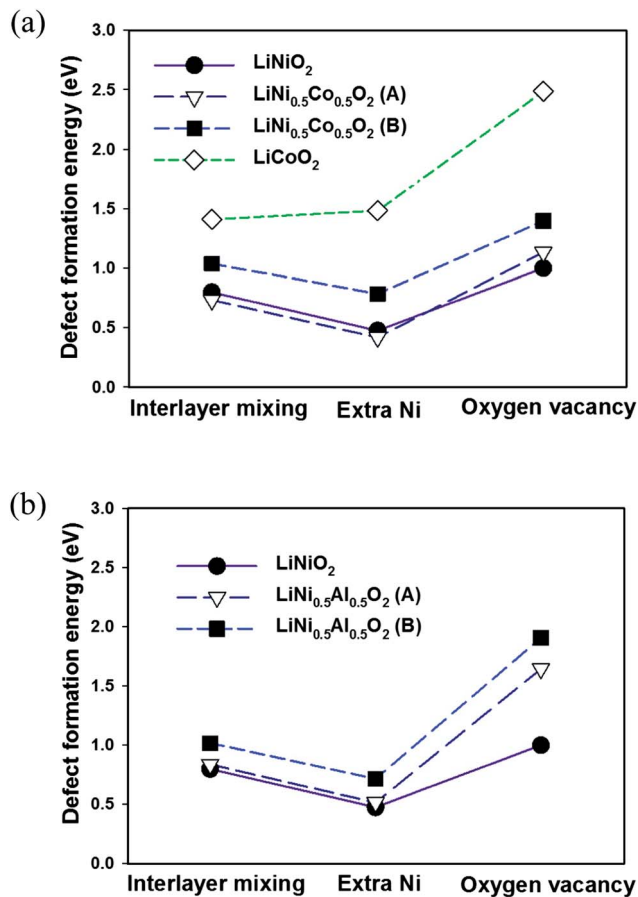 (a)
Defect formation energy (eV)
3.0
2.5
2.0
1.5
1.0
0.5
0.0
LiNiO₂
LiNi₀.₅Co₀.₅O₂ (A)
LiNi₀.₅Co₀.₅O₂ (B)
LiCoO₂
Interlayer mixing Extra Ni Oxygen vacancy
(b)
Defect formation energy (eV)
3.0
2.5
2.0
1.5
1.0
0.5
0.0
LiNiO₂
LiNi₀.₅Al₀.₅O₂ (A)
LiNi₀.₅Al₀.₅O₂ (B)
Interlayer mixing Extra Ni Oxygen vacancy